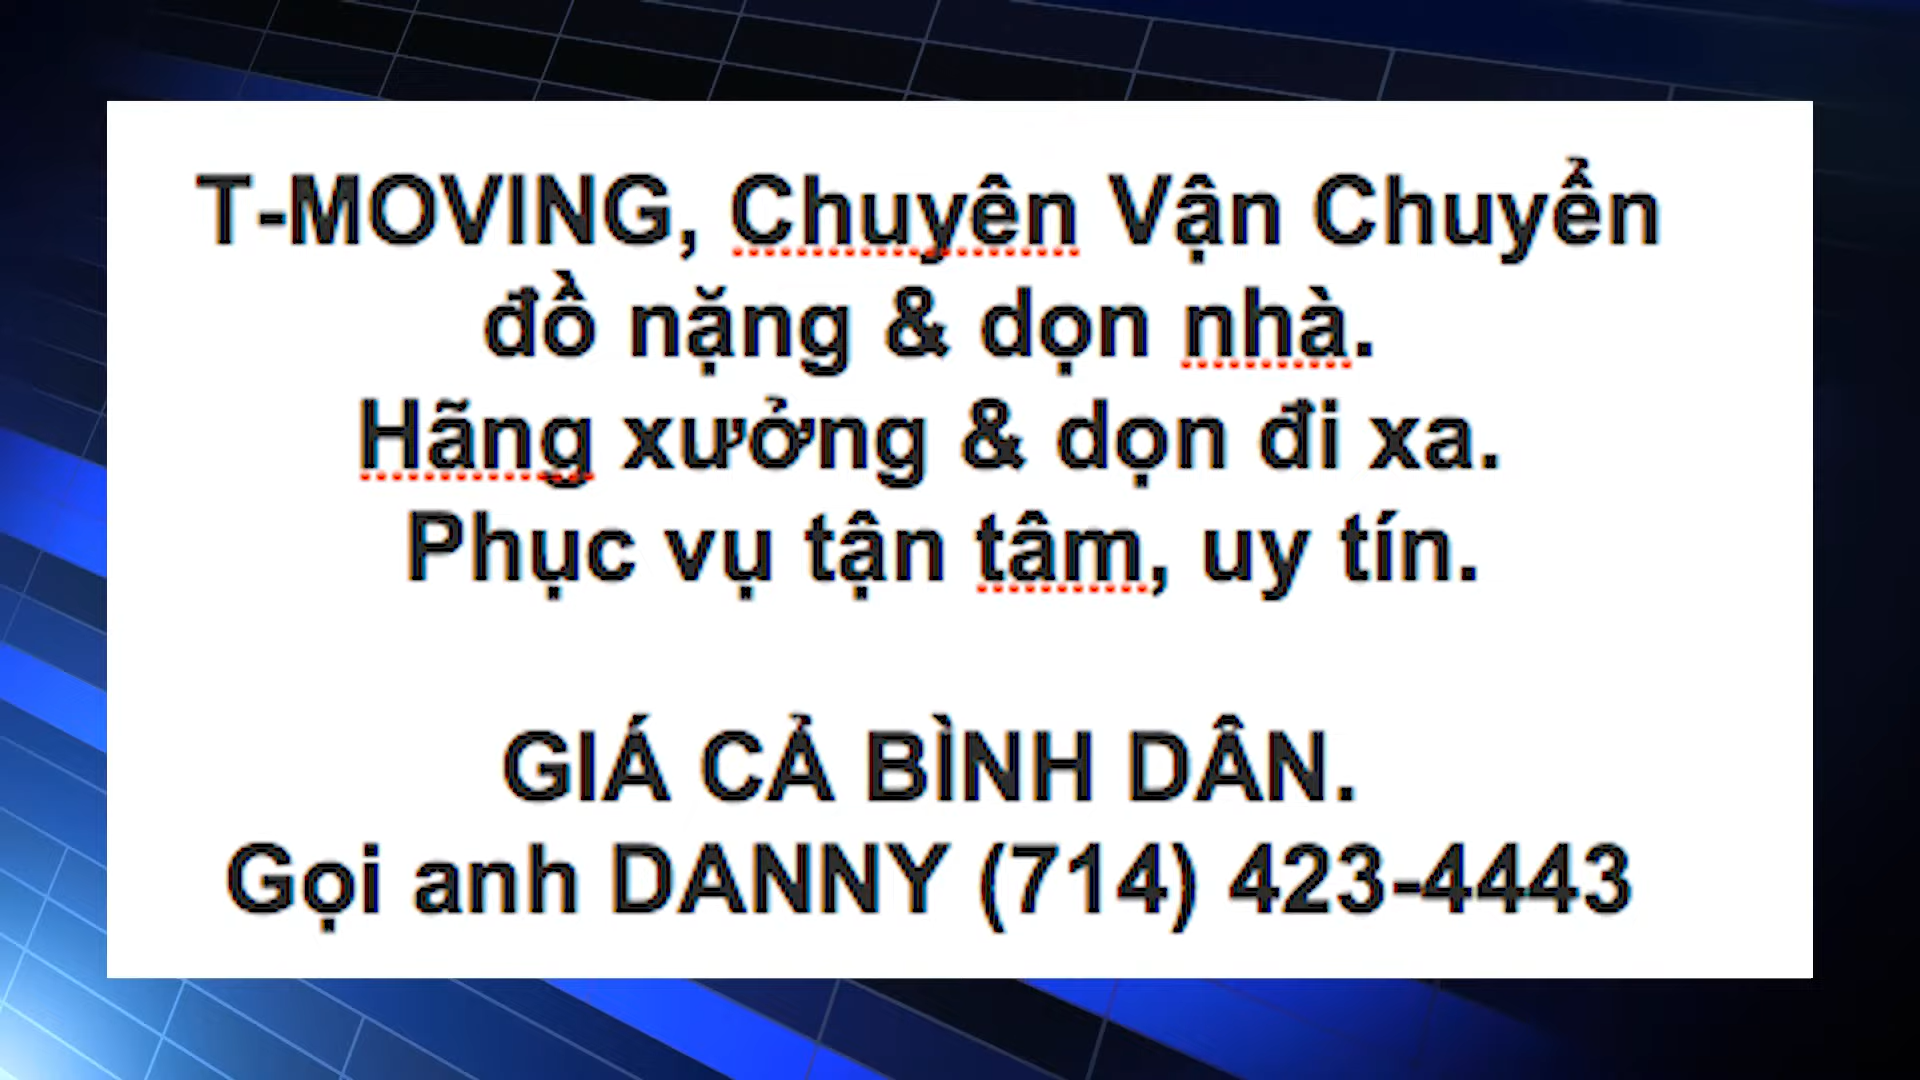 T-MOVING, Chuyên Vận Chuyển
đồ nặng & dọn nhà.
Hãng xưởng & dọn đi xa.
Phục vụ tận tâm, uy tín.
GIÁ CẢ BÌNH DÂN.
Gọi anh DANNY (714) 423-4443